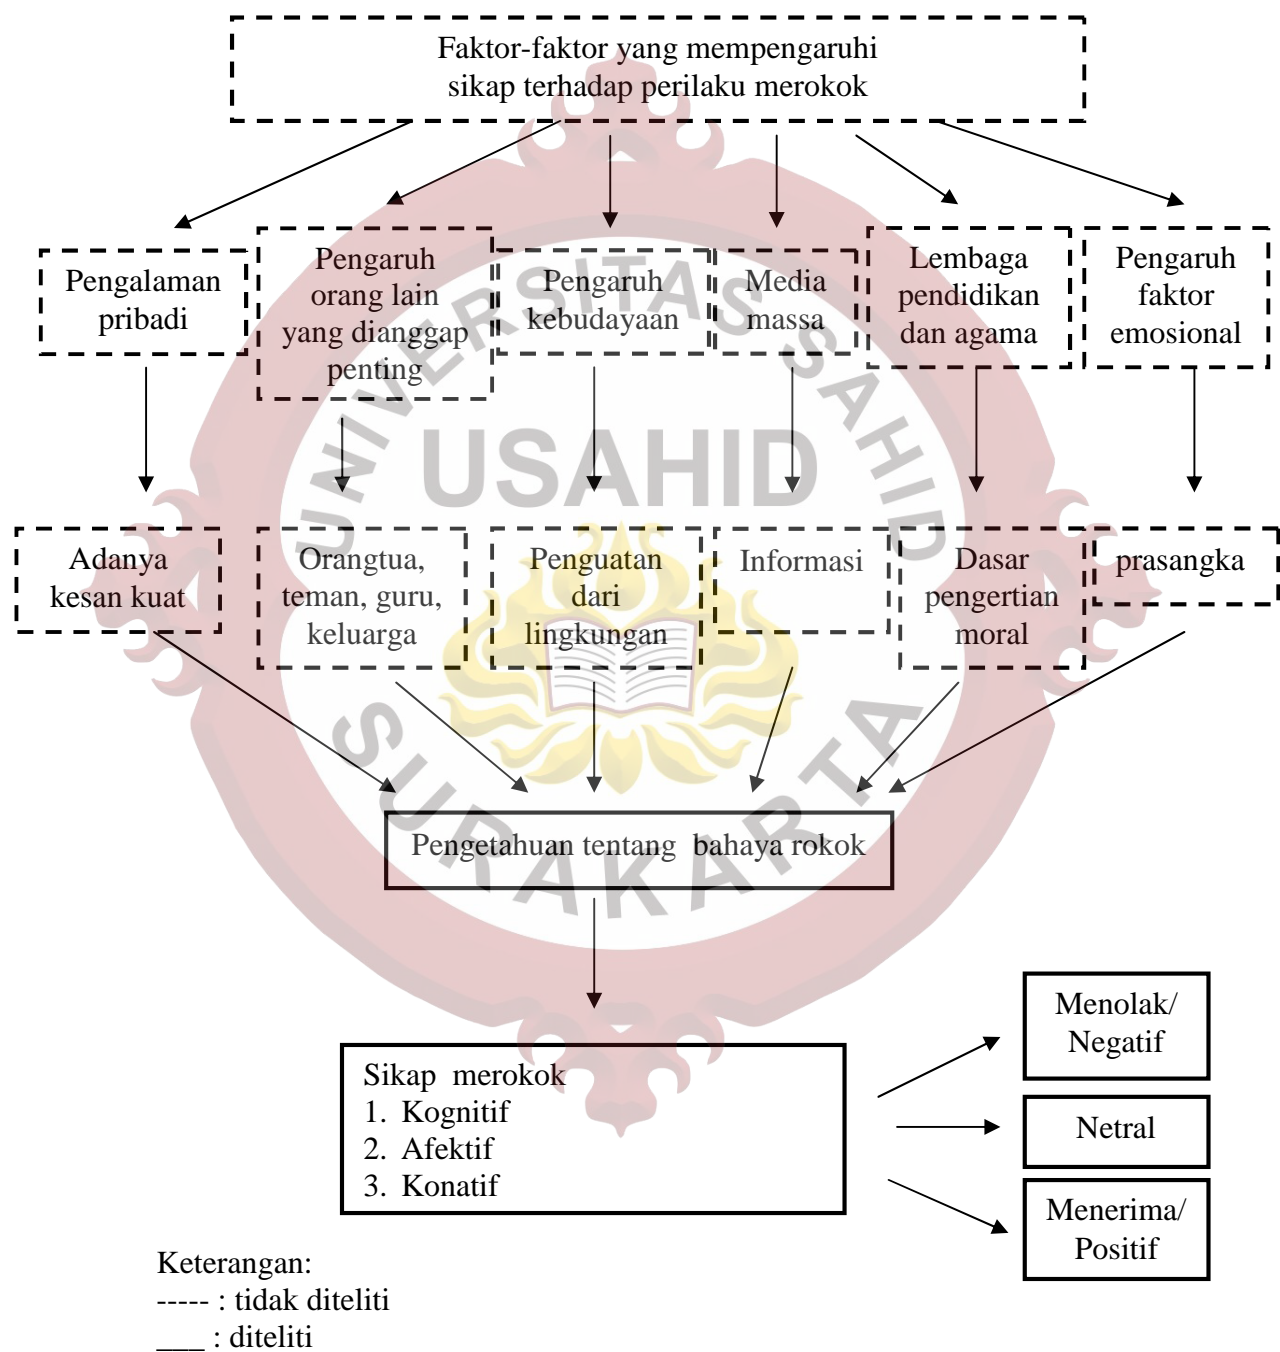 Faktor-faktor yang mempengaruhi
sikap terhadap perilaku merokok
Pengalaman
pribadi
Pengaruh
orang lain
yang dianggap
penting
Pengaruh
kebudayaan
Media
massa
Lembaga
pendidikan
dan agama
Pengaruh
faktor
emosional
Adanya
kesan kuat
Orangtua,
teman, guru,
keluarga
Penguatan
dari
lingkungan
Informasi
Dasar
pengertian
moral
prasangka
Pengetahuan tentang bahaya rokok
Sikap merokok
1. Kognitif
2. Afektif
3. Konatif
Menolak/
Negatif
Netral
Menerima/
Positif
Keterangan:
----- : tidak diteliti
___ : diteliti
UNIVERSITAS SAHID
USAHID
SURAKARTA